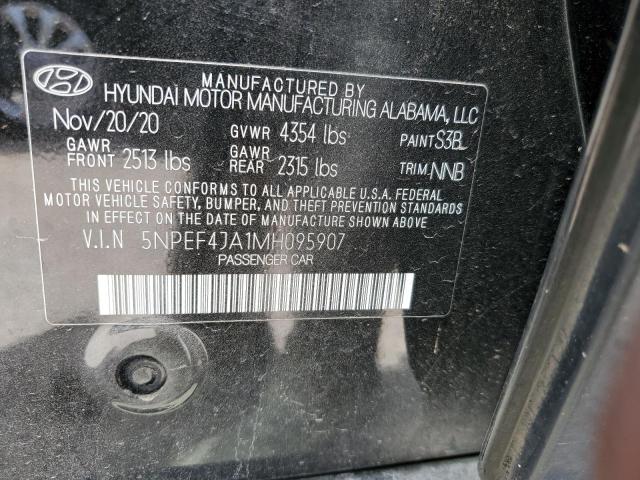 MANUFACTURED BY
HYUNDAI MOTOR MANUFACTURING ALABAMA, LLC
Nov/20/20 GVWR 4354 lbs PAINT S3B
GAWR FRONT 2513 lbs GAWR REAR 2315 lbs TRIM NNB
THIS VEHICLE CONFORMS TO ALL APPLICABLE U.S.A. FEDERAL
MOTOR VEHICLE SAFETY, BUMPER, AND THEFT PREVENTION STANDARDS
IN EFFECT ON THE DATE OF MANUFACTURE SHOWN ABOVE.
V.I.N 5NPEF4JA1MH095907
PASSENGER CAR